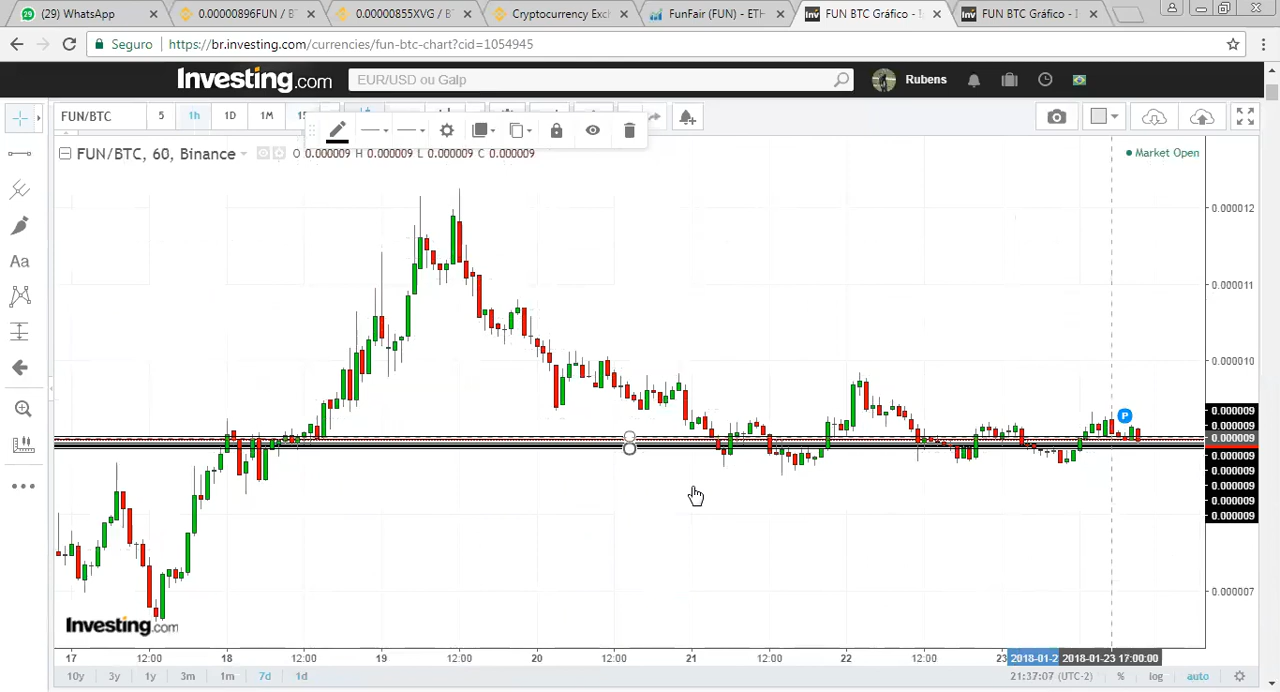 (29) WhatsApp
0.00000896FUN / B
0.00000855XVG / B
Cryptocurrency Exc
FunFair (FUN) - ETH
FUN BTC Gráfico -
FUN BTC Gráfico -
Seguro
https://br.investing.com/currencies/fun-btc-chart?cid=1054945
Investing.com
EUR/USD ou Galp
Rubens
FUN/BTC
5
1h
1D
1M
FUN/BTC, 60, Binance
O 0.000009 H 0.000009 L 0.000009 C 0.000009
Market Open
Aa
0.000012
0.000011
0.000010
0.000009
0.000009
0.000009
0.000009
0.000009
0.000009
0.000009
0.000009
0.000007
P
Investing.com
17
12:00
18
12:00
19
12:00
20
12:00
21
12:00
22
12:00
23
2018-01-2
2018-01-23 17:00:00
10y
3y
1y
3m
1m
7d
1d
21:37:07 (UTC-2)
%
log
auto